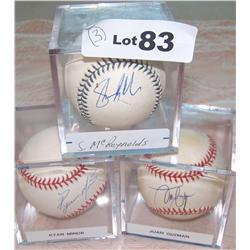 (3)
Lot 83
S. McReynolds
RYAN MINOR
JUAN GUZMAN